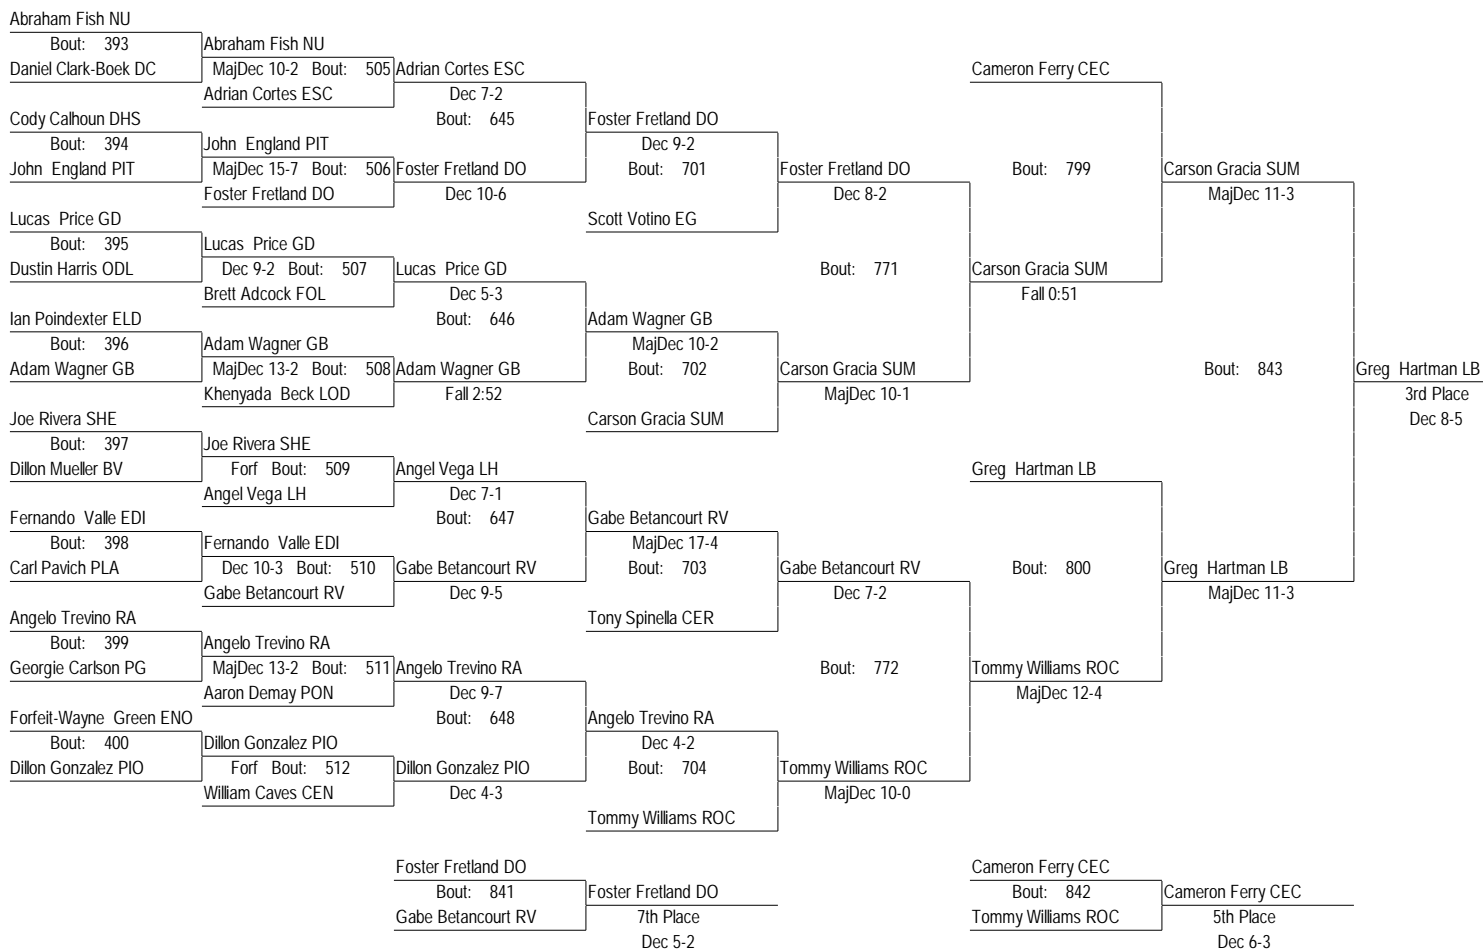 Abraham Fish NU
Bout: 393
Abraham Fish NU
Daniel Clark-Boek DC
MajDec 10-2 Bout: 505
Adrian Cortes ESC
Cameron Ferry CEC
Adrian Cortes ESC
Dec 7-2
Cody Calhoun DHS
Bout: 645
Foster Fretland DO
Bout: 394
John England PIT
Dec 9-2
John England PIT
MajDec 15-7 Bout: 506
Foster Fretland DO
Bout: 701
Foster Fretland DO
Bout: 799
Carson Gracia SUM
Foster Fretland DO
Dec 10-6
Dec 8-2
MajDec 11-3
Lucas Price GD
Scott Votino EG
Bout: 395
Lucas Price GD
Dustin Harris ODL
Dec 9-2 Bout: 507
Lucas Price GD
Bout: 771
Carson Gracia SUM
Brett Adcock FOL
Dec 5-3
Fall 0:51
Ian Poindexter ELD
Bout: 646
Adam Wagner GB
Bout: 396
Adam Wagner GB
MajDec 10-2
Adam Wagner GB
MajDec 13-2 Bout: 508
Adam Wagner GB
Bout: 702
Carson Gracia SUM
Bout: 843
Greg Hartman LB
Khenyada Beck LOD
Fall 2:52
MajDec 10-1
3rd Place
Joe Rivera SHE
Carson Gracia SUM
Dec 8-5
Bout: 397
Joe Rivera SHE
Dillon Mueller BV
Forf Bout: 509
Angel Vega LH
Greg Hartman LB
Angel Vega LH
Dec 7-1
Fernando Valle EDI
Bout: 647
Gabe Betancourt RV
Bout: 398
Fernando Valle EDI
MajDec 17-4
Carl Pavich PLA
Dec 10-3 Bout: 510
Gabe Betancourt RV
Bout: 703
Gabe Betancourt RV
Bout: 800
Greg Hartman LB
Gabe Betancourt RV
Dec 9-5
Dec 7-2
MajDec 11-3
Angelo Trevino RA
Tony Spinella CER
Bout: 399
Angelo Trevino RA
Georgie Carlson PG
MajDec 13-2 Bout: 511
Angelo Trevino RA
Bout: 772
Tommy Williams ROC
Aaron Demay PON
Dec 9-7
MajDec 12-4
Forfeit-Wayne Green ENO
Bout: 648
Angelo Trevino RA
Bout: 400
Dillon Gonzalez PIO
Dec 4-2
Dillon Gonzalez PIO
Forf Bout: 512
Dillon Gonzalez PIO
Bout: 704
Tommy Williams ROC
William Caves CEN
Dec 4-3
MajDec 10-0
Tommy Williams ROC
Foster Fretland DO
Bout: 841
Foster Fretland DO
Gabe Betancourt RV
7th Place
Dec 5-2
Cameron Ferry CEC
Bout: 842
Cameron Ferry CEC
Tommy Williams ROC
5th Place
Dec 6-3